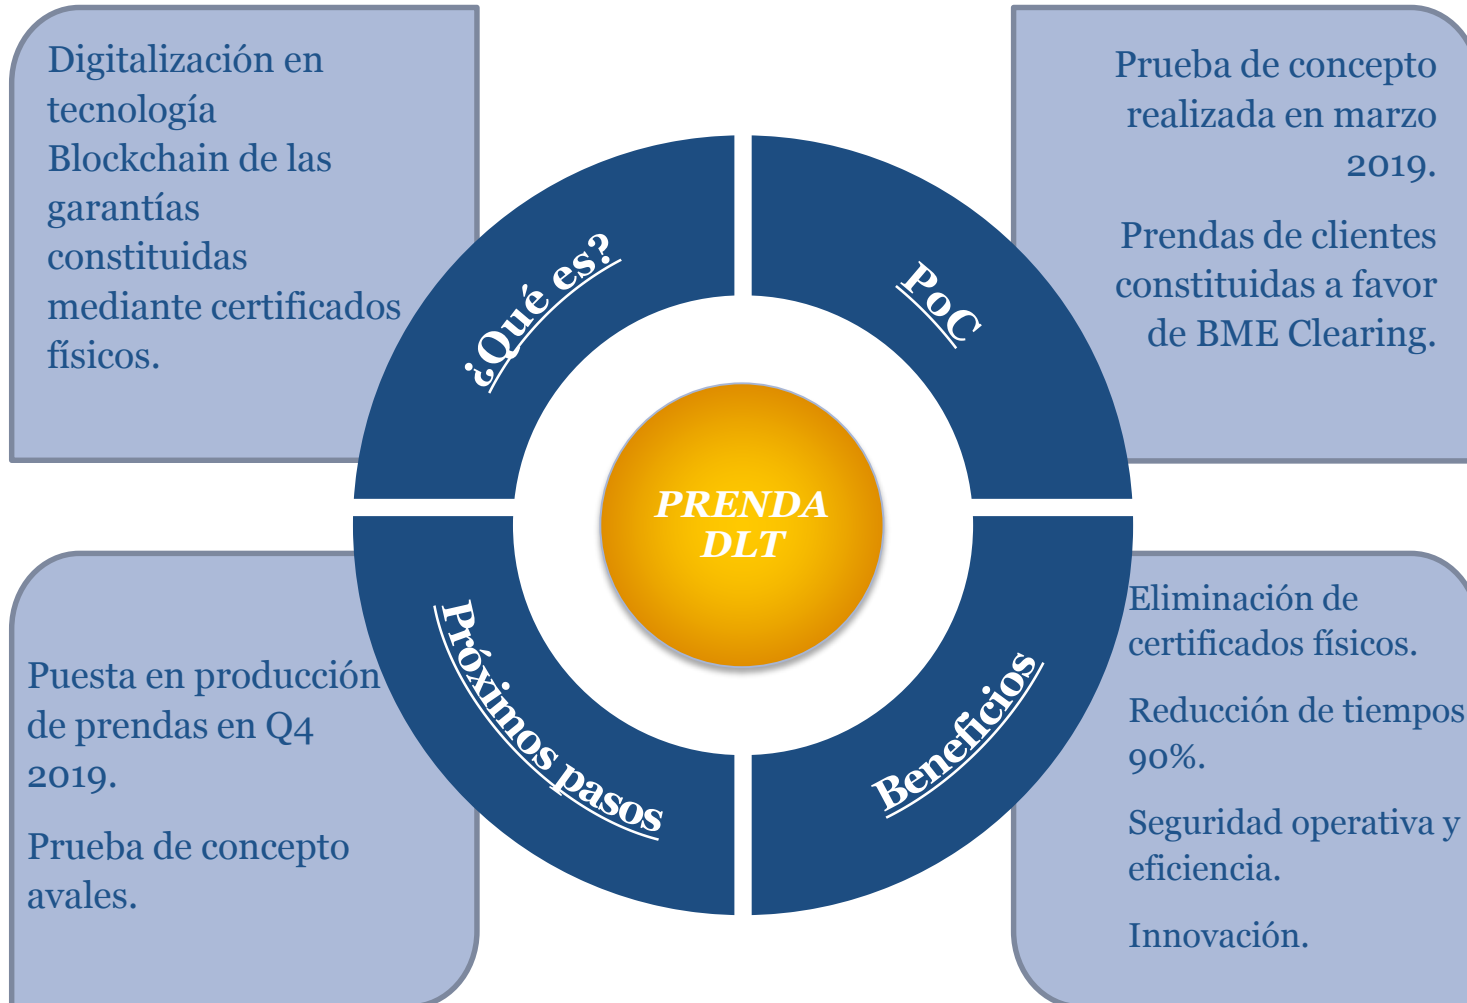 Digitalización en
tecnología
Blockchain de las
garantías
constituidas
mediante certificados
físicos.
Prueba de concepto
realizada en marzo
2019.
Prendas de clientes
constituidas a favor
de BME Clearing.
¿Qué es?
PoC
PRENDA
DLT
Próximos pasos
Beneficios
Puesta en producción
de prendas en Q4
2019.
Prueba de concepto
avales.
Eliminación de
certificados físicos.
Reducción de tiempos
90%.
Seguridad operativa y
eficiencia.
Innovación.